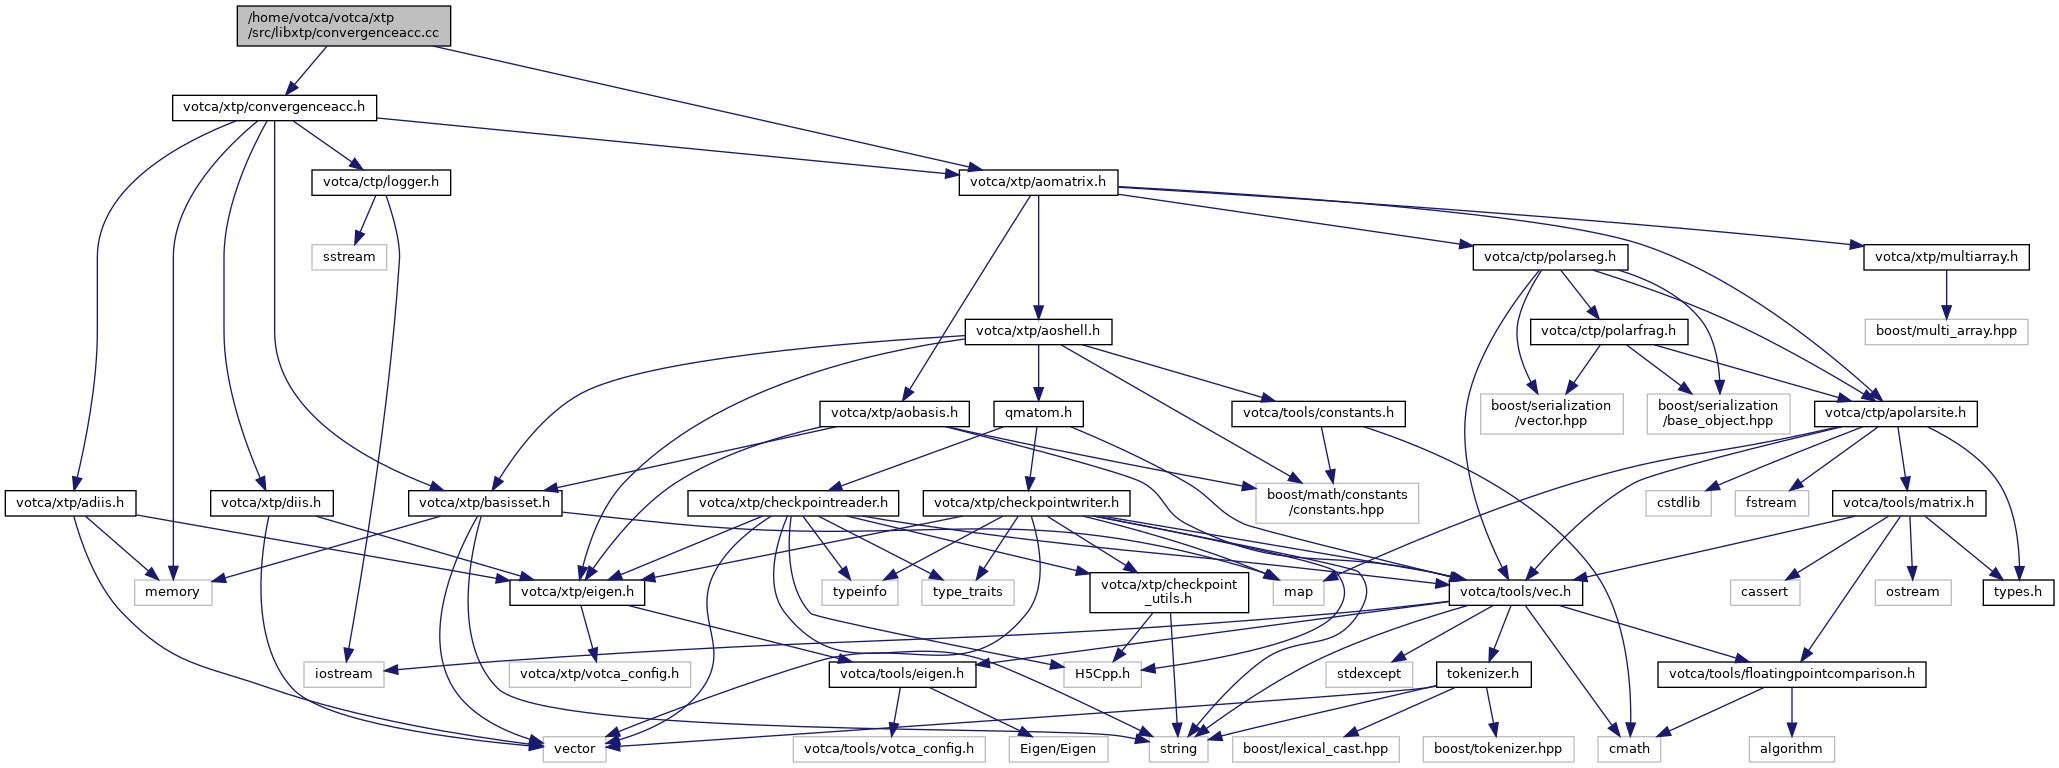 /home/votca/votca/xtp
/src/libxtp/convergenceacc.cc
votca/xtp/convergenceacc.h
votca/ctp/logger.h
votca/xtp/aomatrix.h
sstream
votca/ctp/polarseg.h
votca/xtp/multiarray.h
votca/xtp/aoshell.h
votca/ctp/polarfrag.h
boost/multi_array.hpp
votca/xtp/aobasis.h
qmatom.h
votca/tools/constants.h
boost/serialization
/vector.hpp
boost/serialization
/base_object.hpp
votca/ctp/apolarsite.h
votca/xtp/adiis.h
votca/xtp/diis.h
votca/xtp/basisset.h
votca/xtp/checkpointreader.h
votca/xtp/checkpointwriter.h
boost/math/constants
/constants.hpp
cstdlib
fstream
votca/tools/matrix.h
memory
votca/xtp/eigen.h
typeinfo
type_traits
votca/xtp/checkpoint
_utils.h
map
votca/tools/vec.h
cassert
ostream
types.h
iostream
votca/xtp/votca_config.h
votca/tools/eigen.h
H5Cpp.h
stdexcept
tokenizer.h
votca/tools/floatingpointcomparison.h
vector
votca/tools/votca_config.h
Eigen/Eigen
string
boost/lexical_cast.hpp
boost/tokenizer.hpp
cmath
algorithm